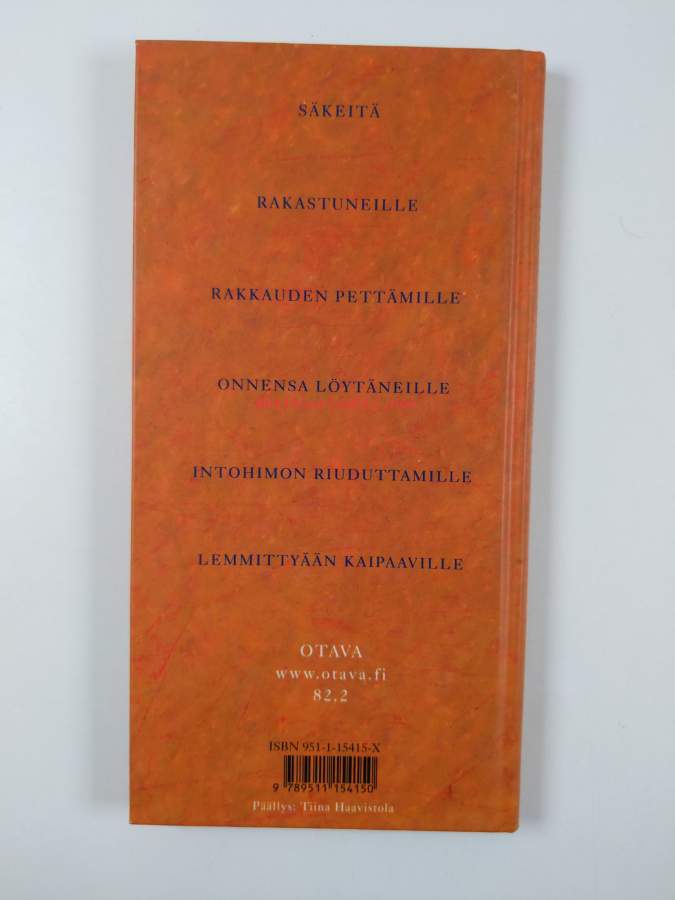 SÄKEITÄ
RAKASTUNEILLE
RAKKAUDEN PETTÄMILLE
ONNENSA LÖYTÄNEILLE
INTOHIMON RIUDUTTAMILLE
LEMMITTYÄÄN KAIPAAVILLE
OTAVA
www.otava.fi
82.2
ISBN 951-1-15415-X
9 789511 154150
Päällys: Tiina Haavistola